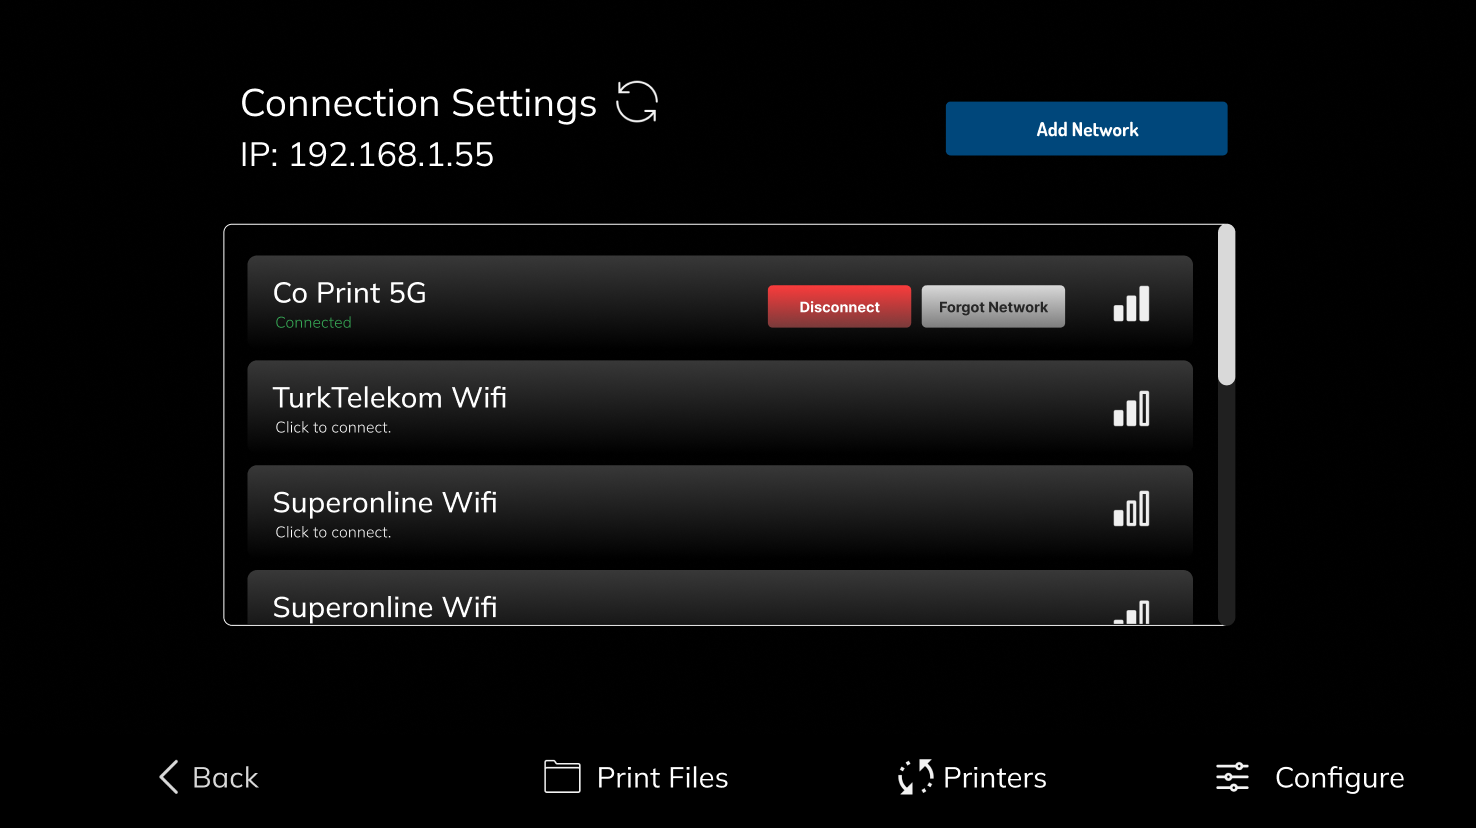 Connection Settings
IP: 192.168.1.55
Add Network
Co Print 5G
Connected
Disconnect
Forgot Network
TurkTelekom Wifi
Click to connect.
Superonline Wifi
Click to connect.
Superonline Wifi
Back
Print Files
Printers
Configure